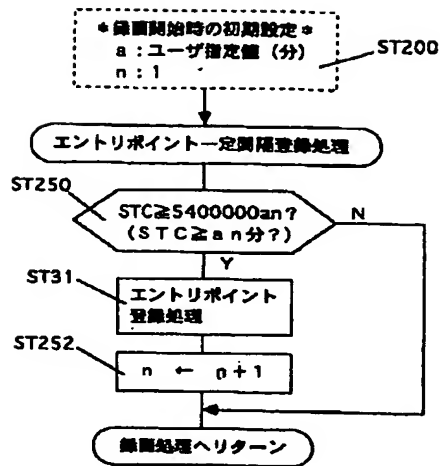 ＊録画開始時の初期設定＊
a：ユーザ指定値（分）
n：1
ST200
エントリポイント一定間隔登録処理
ST250
STC≧5400000an？
（STC≧an分？）
N
Y
ST31
エントリポイント
登録処理
ST252
n ← n＋1
録画処理へリターン